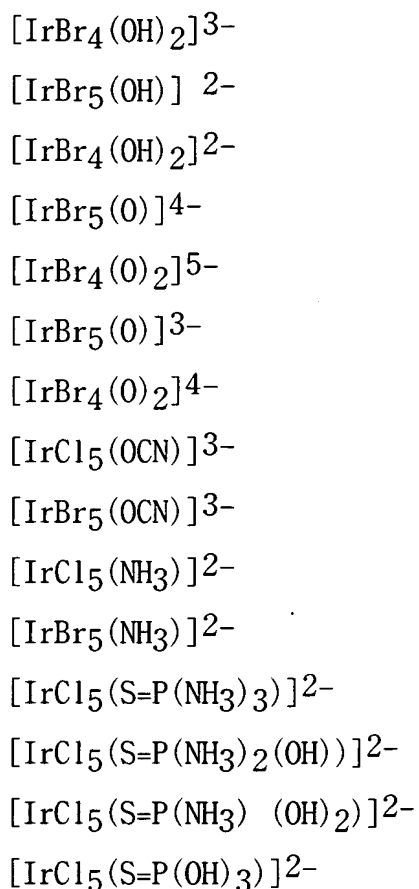 [IrBr4(OH)2]3-
[IrBr5(OH)] 2-
[IrBr4(OH)2]2-
[IrBr5(O)]4-
[IrBr4(O)2]5-
[IrBr5(O)]3-
[IrBr4(O)2]4-
[IrCl5(OCN)]3-
[IrBr5(OCN)]3-
[IrCl5(NH3)]2-
[IrBr5(NH3)]2-
[IrCl5(S=P(NH3)3)]2-
[IrCl5(S=P(NH3)2(OH))]2-
[IrCl5(S=P(NH3) (OH)2)]2-
[IrCl5(S=P(OH)3)]2-